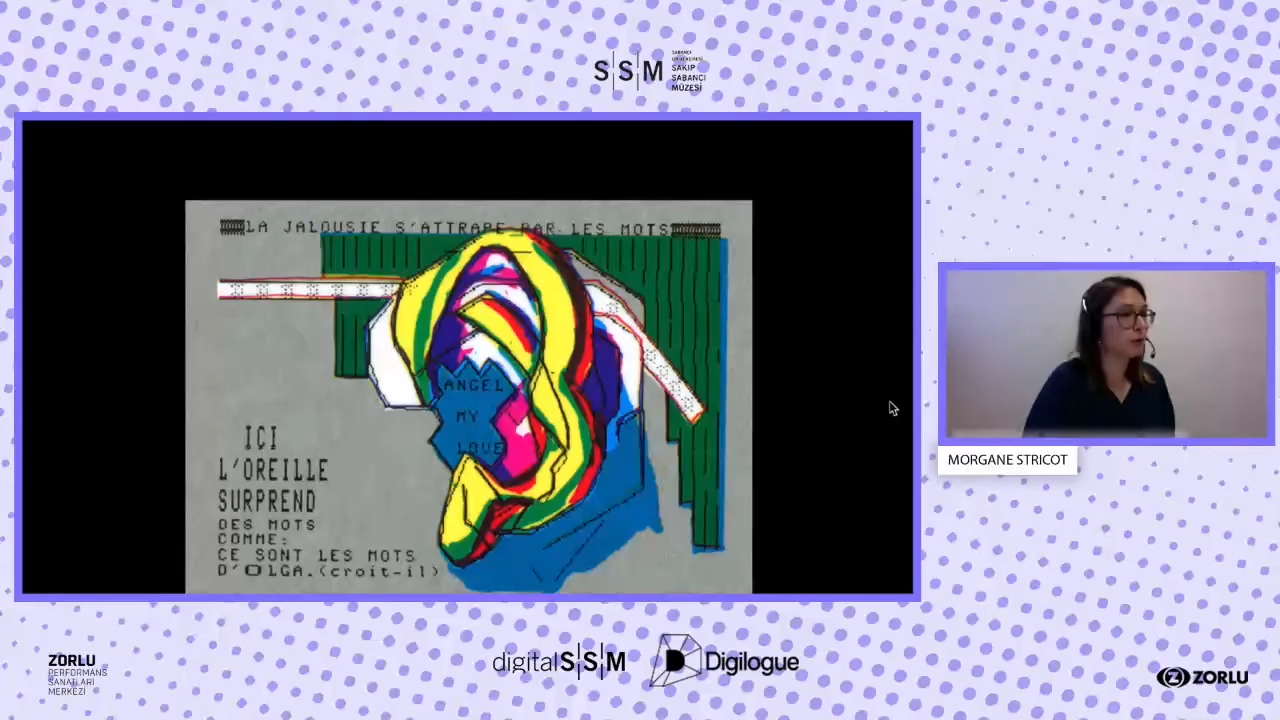 SSM
SABANCI
ÜNİVERSİTESİ
SAKIP
SABANCI
MÜZESİ
LA JALOUSIE S'ATTRAPE PAR LES MOTS
ANGEL
MY
LOVE
ICI
L'OREILLE
SURPREND
DES MOTS
COMME:
CE SONT LES MOTS
D'OLGA.(croit-il)
MORGANE STRICOT
ZORLU
PERFORMANS
SANATLARI
MERKEZİ
digitalSSM
D Digilogue
ZORLU